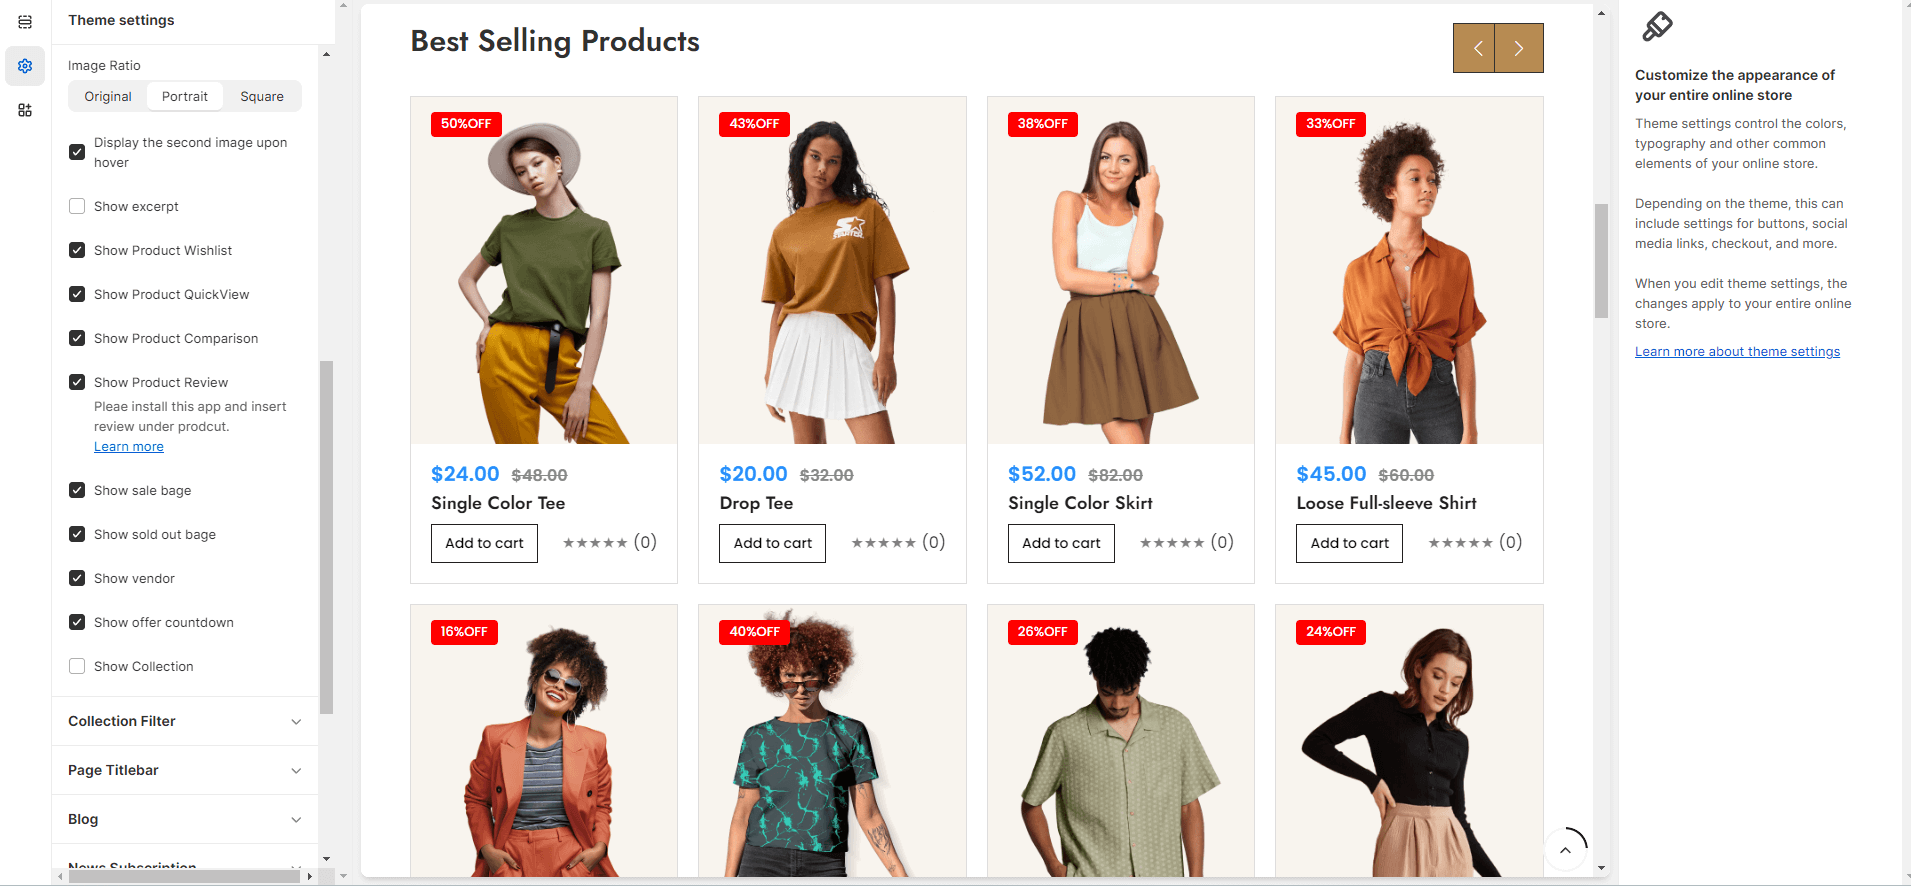 Theme settings
Image Ratio
Original Portrait Square
Display the second image upon
hover
Show excerpt
Show Product Wishlist
Show Product QuickView
Show Product Comparison
Show Product Review
Pleae install this app and insert
review under prodcut.
Learn more
Show sale bage
Show sold out bage
Show vendor
Show offer countdown
Show Collection
Collection Filter
Page Titlebar
Blog
News Subscription
Best Selling Products
50%OFF
43%OFF
38%OFF
33%OFF
$24.00 $48.00
Single Color Tee
Add to cart ★★★★★ (0)
$20.00 $32.00
Drop Tee
Add to cart ★★★★★ (0)
$52.00 $82.00
Single Color Skirt
Add to cart ★★★★★ (0)
$45.00 $60.00
Loose Full-sleeve Shirt
Add to cart ★★★★★ (0)
16%OFF
40%OFF
26%OFF
24%OFF
Customize the appearance of
your entire online store
Theme settings control the colors,
typography and other common
elements of your online store.
Depending on the theme, this can
include settings for buttons, social
media links, checkout, and more.
When you edit theme settings, the
changes apply to your entire online
store.
Learn more about theme settings